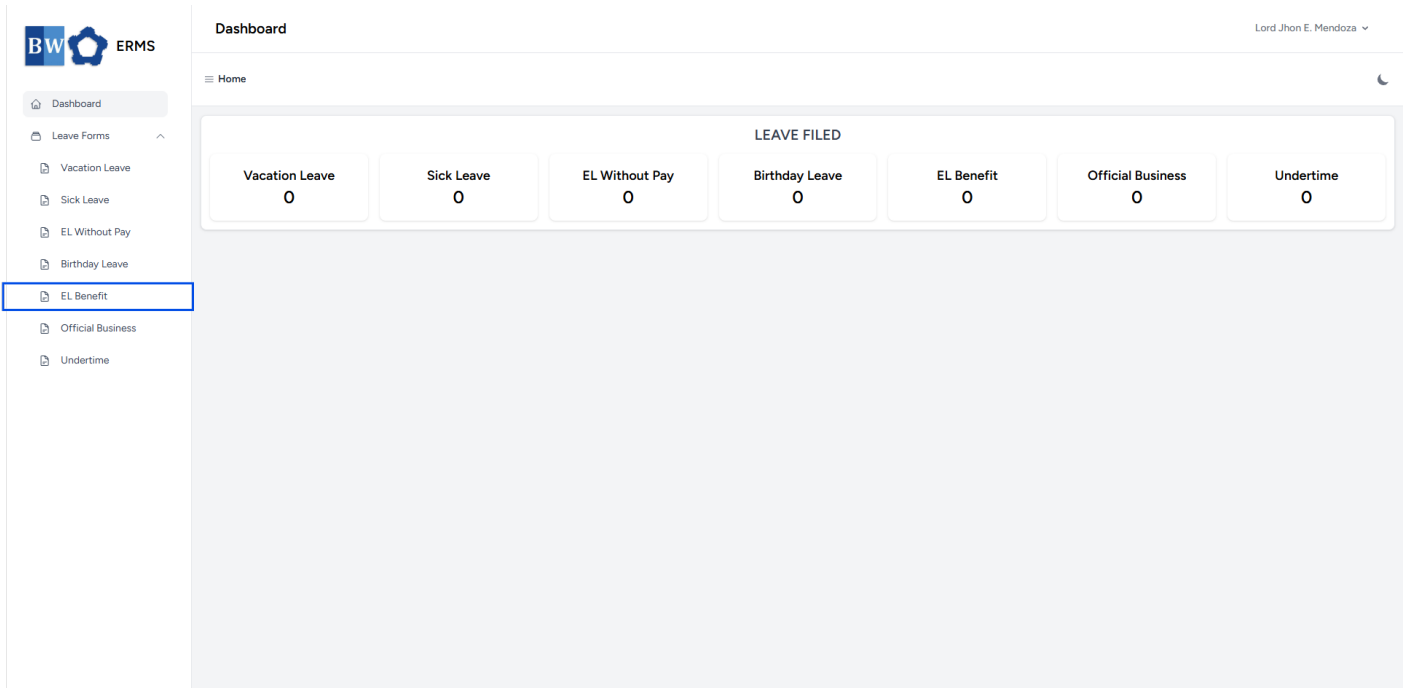 BW ERMS
Dashboard
Leave Forms
Vacation Leave
Sick Leave
EL Without Pay
Birthday Leave
EL Benefit
Official Business
Undertime
Dashboard
Lord Jhon E. Mendoza
Home
LEAVE FILED
Vacation Leave
0
Sick Leave
0
EL Without Pay
0
Birthday Leave
0
EL Benefit
0
Official Business
0
Undertime
0